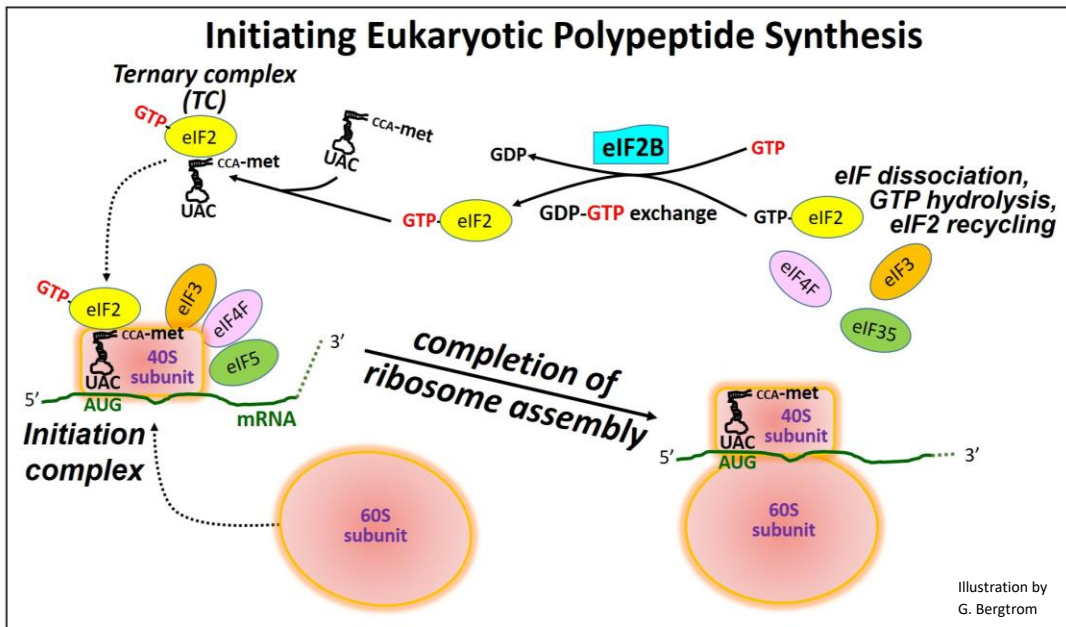 Initiating Eukaryotic Polypeptide Synthesis
Ternary complex
(TC)
GTP
eIF2
CCA-met
UAC
CCA-met
UAC
GDP
eIF2B
GTP
GTP
eIF2
GDP-GTP exchange
GTP
eIF2
eIF dissociation,
GTP hydrolysis,
eIF2 recycling
eIF4F
eIF3
eIF35
GTP
eIF2
eIF3
eIF4F
eIF5
CCA-met
40S
subunit
UAC
5’
AUG
mRNA
3’
Initiation
complex
completion of
ribosome assembly
60S
subunit
CCA-met
40S
subunit
UAC
5’
AUG
3’
60S
subunit
Illustration by
G. Bergtrom